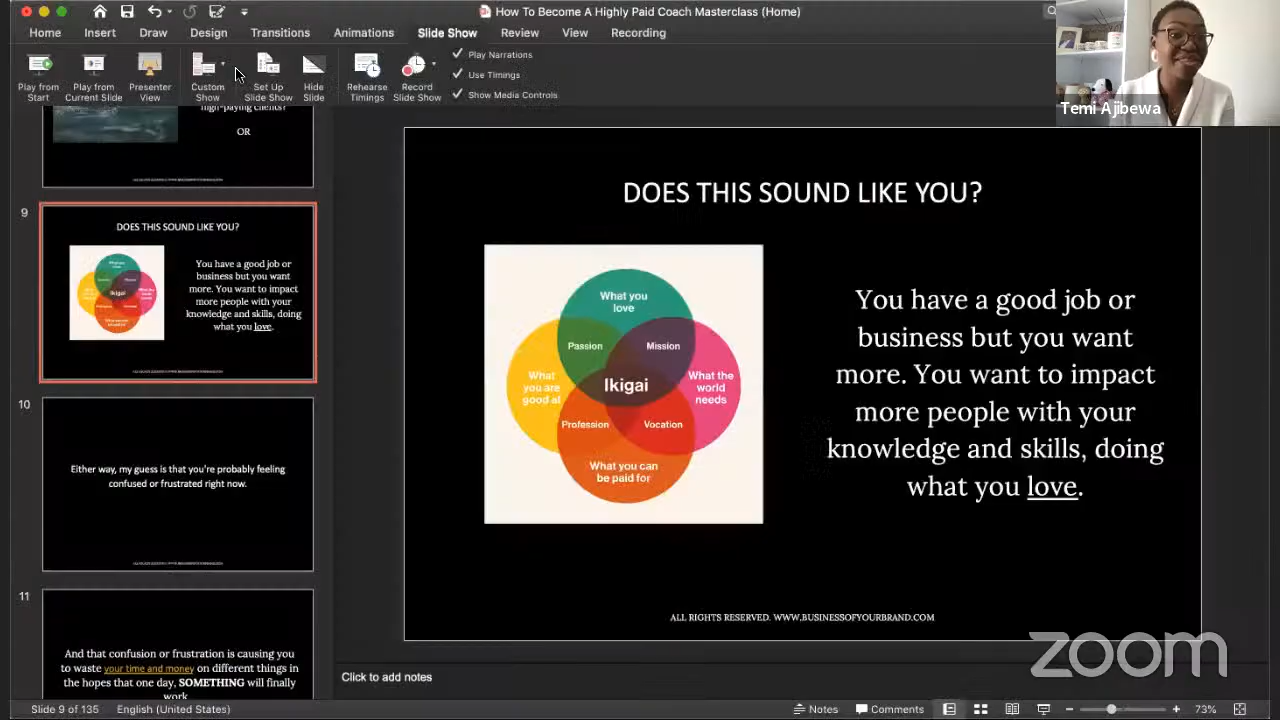 How To Become A Highly Paid Coach Masterclass (Home)
Home Insert Draw Design Transitions Animations Slide Show Review View Recording
Play from Start
Play from Current Slide
Presenter View
Custom Show
Set Up Slide Show
Hide Slide
Rehearse Timings
Record Slide Show
Play Narrations
Use Timings
Show Media Controls
Temi Ajibewa
high-paying clients?
OR
9
DOES THIS SOUND LIKE YOU?
Ikigai
You have a good job or
business but you want
more. You want to impact
more people with your
knowledge and skills, doing
what you love.
10
Either way, my guess is that you're probably feeling
confused or frustrated right now.
11
And that confusion or frustration is causing you
to waste your time and money on different things in
the hopes that one day, SOMETHING will finally
work
DOES THIS SOUND LIKE YOU?
What you
love
Passion
Mission
What
you are
good at
Ikigai
What the
world
needs
Profession
Vocation
What you can
be paid for
You have a good job or
business but you want
more. You want to impact
more people with your
knowledge and skills, doing
what you love.
ALL RIGHTS RESERVED. WWW.BUSINESSOFYOURBRAND.COM
zoom
Click to add notes
Slide 9 of 135 English (United States) Notes Comments 73%